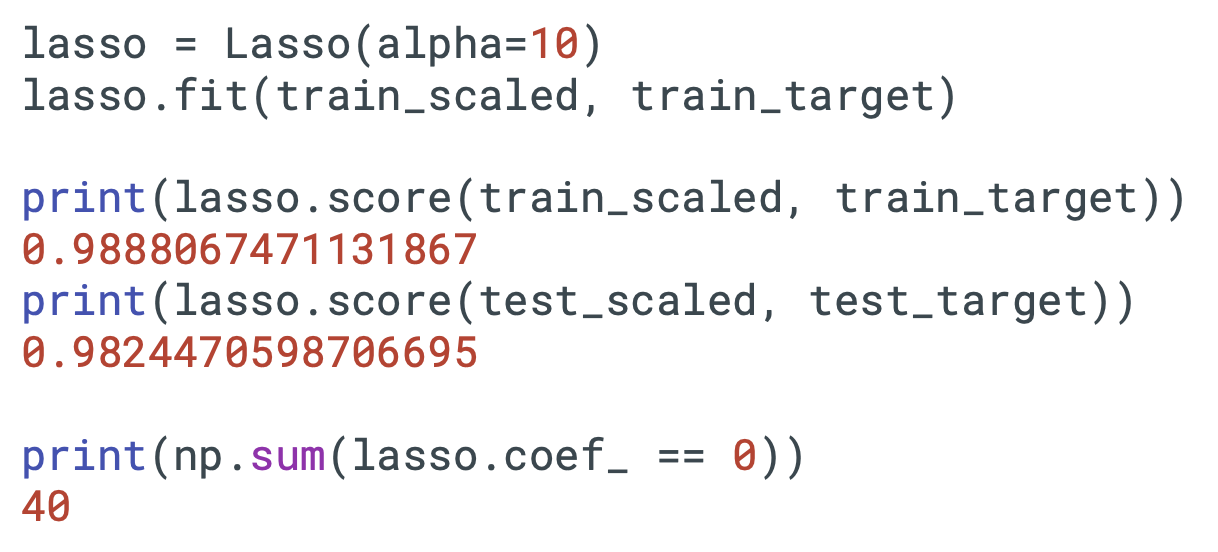 lasso = Lasso(alpha=10)
lasso.fit(train_scaled, train_target)
print(lasso.score(train_scaled, train_target))
0.9888067471131867
print(lasso.score(test_scaled, test_target))
0.9824470598706695
print(np.sum(lasso.coef_ == 0))
40